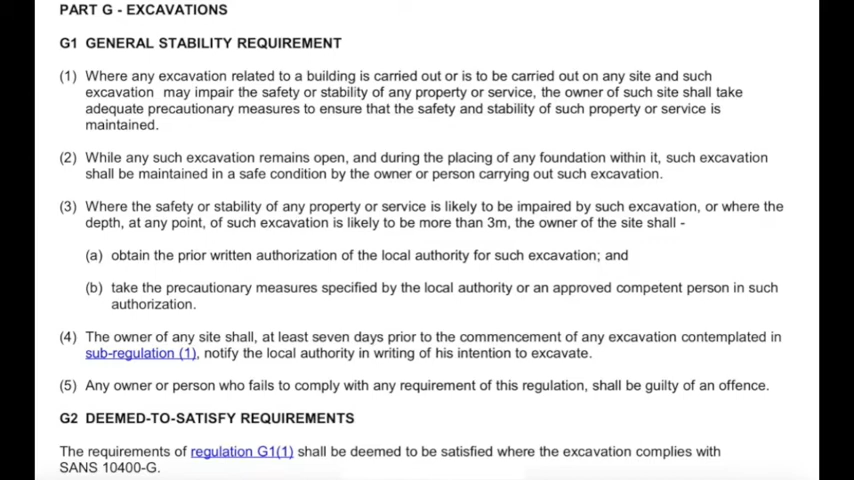 PART G - EXCAVATIONS
G1 GENERAL STABILITY REQUIREMENT
(1) Where any excavation related to a building is carried out or is to be carried out on any site and such
excavation may impair the safety or stability of any property or service, the owner of such site shall take
adequate precautionary measures to ensure that the safety and stability of such property or service is
maintained.
(2) While any such excavation remains open, and during the placing of any foundation within it, such excavation
shall be maintained in a safe condition by the owner or person carrying out such excavation.
(3) Where the safety or stability of any property or service is likely to be impaired by such excavation, or where the
depth, at any point, of such excavation is likely to be more than 3m, the owner of the site shall -
(a) obtain the prior written authorization of the local authority for such excavation; and
(b) take the precautionary measures specified by the local authority or an approved competent person in such
authorization.
(4) The owner of any site shall, at least seven days prior to the commencement of any excavation contemplated in
sub-regulation (1), notify the local authority in writing of his intention to excavate.
(5) Any owner or person who fails to comply with any requirement of this regulation, shall be guilty of an offence.
G2 DEEMED-TO-SATISFY REQUIREMENTS
The requirements of regulation G1(1) shall be deemed to be satisfied where the excavation complies with
SANS 10400-G.